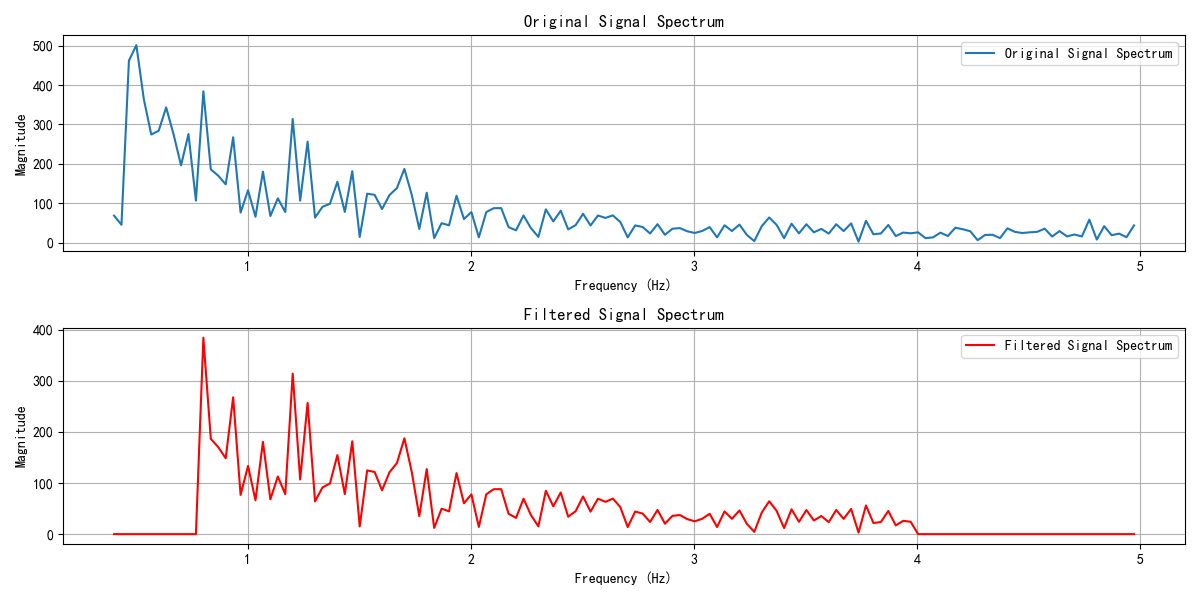 Original Signal Spectrum
500
400
300
200
100
0
Magnitude
Original Signal Spectrum
1 2 3 4 5
Frequency (Hz)
Filtered Signal Spectrum
400
300
200
100
0
Magnitude
Filtered Signal Spectrum
1 2 3 4 5
Frequency (Hz)